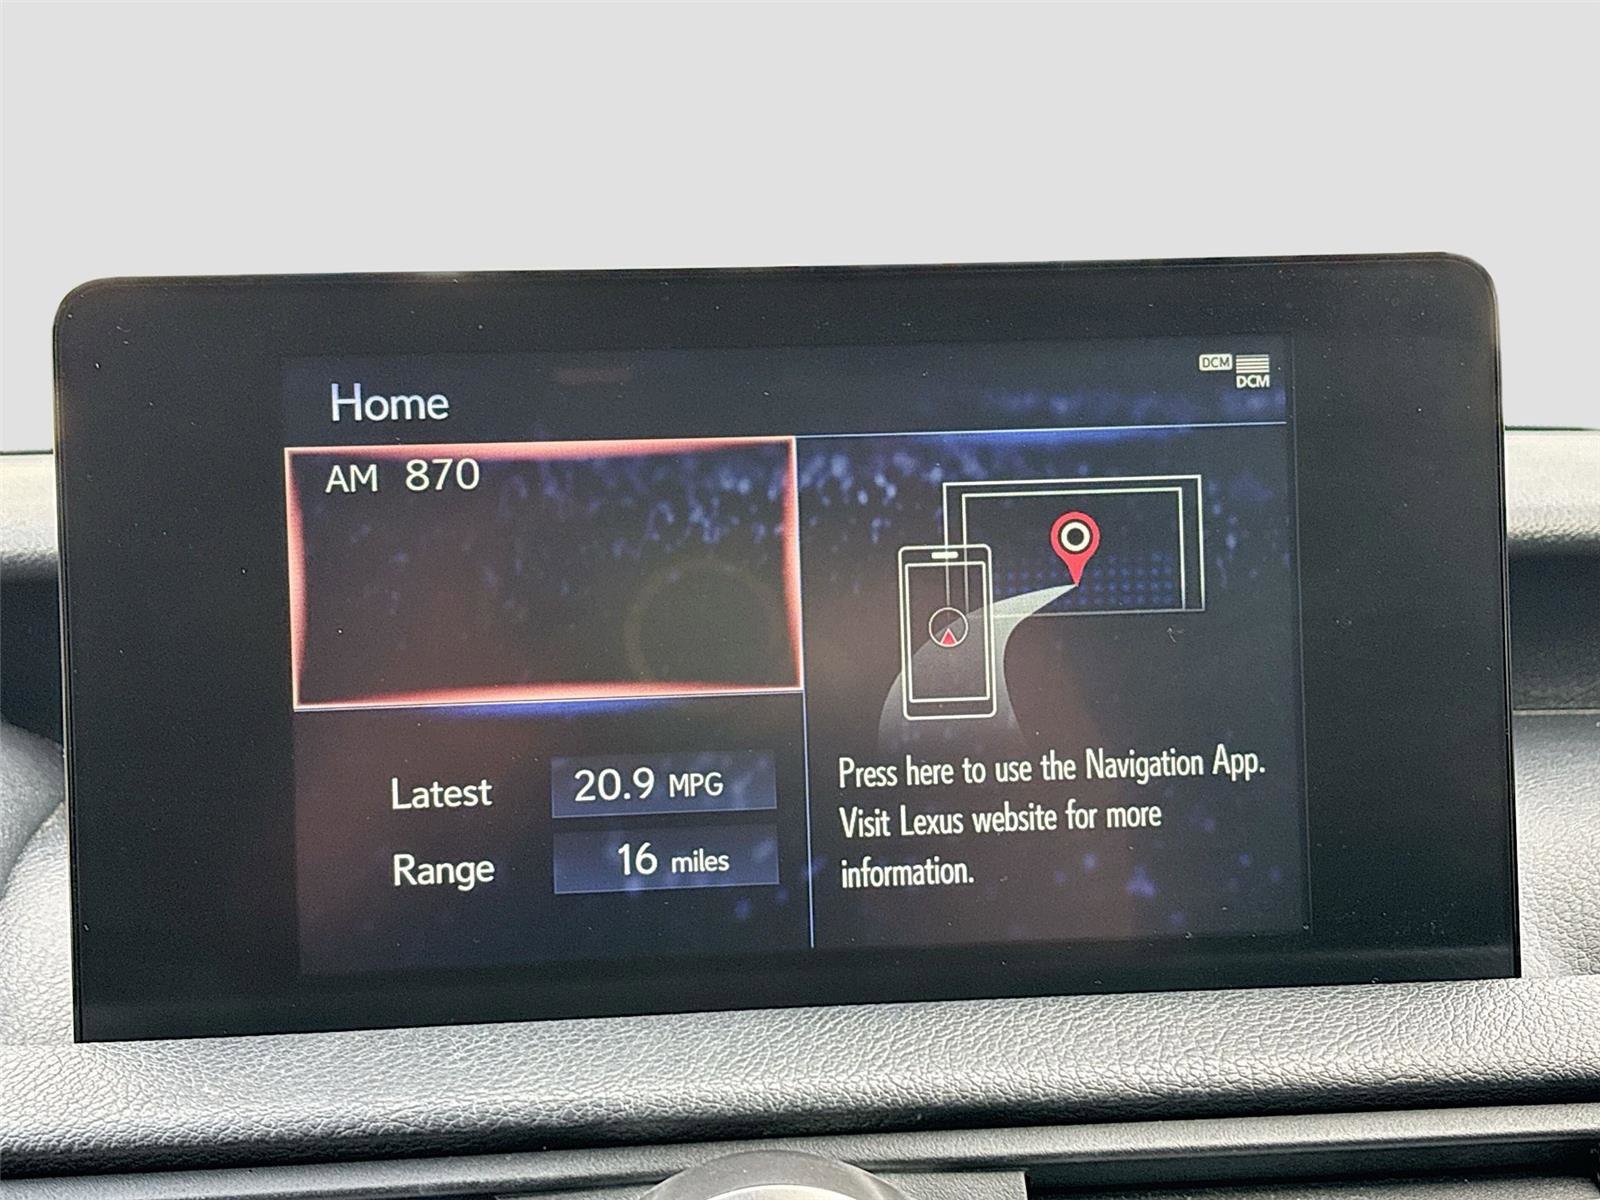 Home
DCM
DCM
AM 870
Latest 20.9 MPG
Range 16 miles
Press here to use the Navigation App.
Visit Lexus website for more
information.